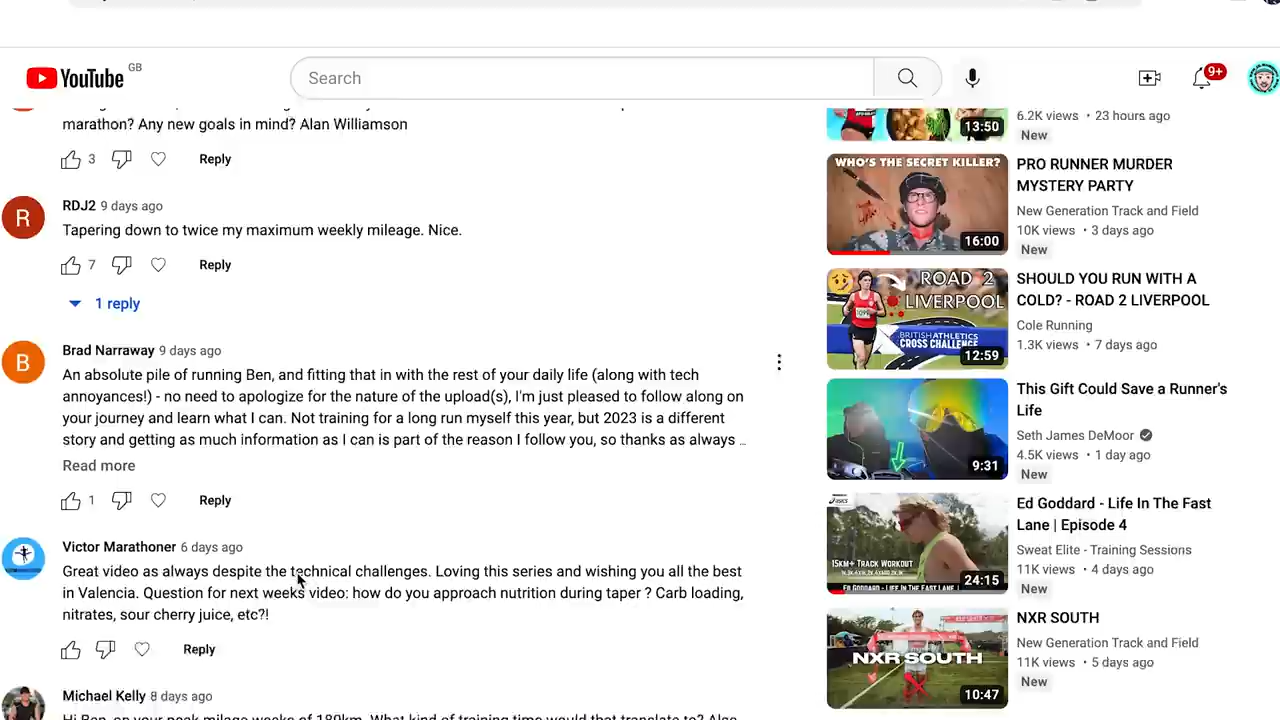 YouTube GB
Search
9+
marathon? Any new goals in mind? Alan Williamson
3 Reply
R
RDJ2 9 days ago
Tapering down to twice my maximum weekly mileage. Nice.
7 Reply
1 reply
B
Brad Narraway 9 days ago
An absolute pile of running Ben, and fitting that in with the rest of your daily life (along with tech
annoyances!) - no need to apologize for the nature of the upload(s), I'm just pleased to follow along on
your journey and learn what I can. Not training for a long run myself this year, but 2023 is a different
story and getting as much information as I can is part of the reason I follow you, so thanks as always ...
Read more
1 Reply
Victor Marathoner 6 days ago
Great video as always despite the technical challenges. Loving this series and wishing you all the best
in Valencia. Question for next weeks video: how do you approach nutrition during taper ? Carb loading,
nitrates, sour cherry juice, etc?!
Reply
Michael Kelly 8 days ago
Hi Ben, on your peak milage weeks of 180km. What kind of training time would that translate to? Also
13:50
6.2K views • 23 hours ago
New
WHO'S THE SECRET KILLER?
16:00
PRO RUNNER MURDER
MYSTERY PARTY
New Generation Track and Field
10K views • 3 days ago
New
ROAD 2
LIVERPOOL
BRITISH ATHLETICS
CROSS CHALLENGE
12:59
SHOULD YOU RUN WITH A
COLD? - ROAD 2 LIVERPOOL
Cole Running
1.3K views • 7 days ago
9:31
This Gift Could Save a Runner's
Life
Seth James DeMoor
4.5K views • 1 day ago
New
asics
15KM+ TRACK WORKOUT
ED GODDARD - LIFE IN THE FAST LANE
24:15
Ed Goddard - Life In The Fast
Lane | Episode 4
Sweat Elite - Training Sessions
11K views • 4 days ago
New
NXR SOUTH
10:47
NXR SOUTH
New Generation Track and Field
11K views • 5 days ago
New